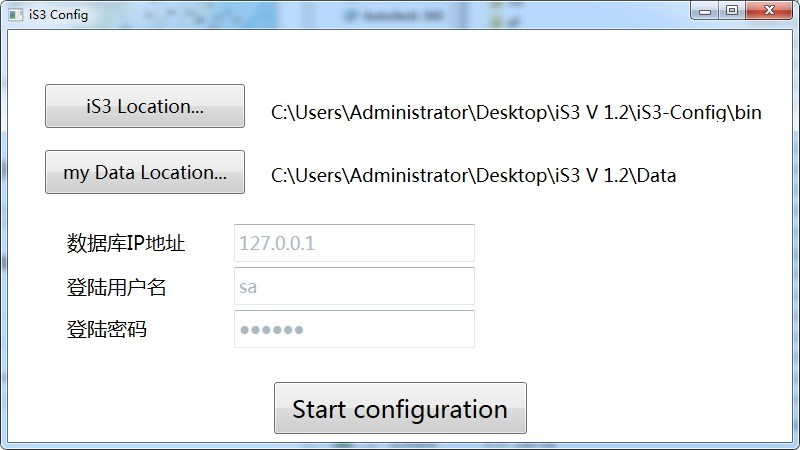 iS3 Config
iS3 Location... C:\Users\Administrator\Desktop\iS3 V 1.2\iS3-Config\bin
my Data Location... C:\Users\Administrator\Desktop\iS3 V 1.2\Data
数据库IP地址 127.0.0.1
登陆用户名 sa
登陆密码 ●●●●●●
Start configuration